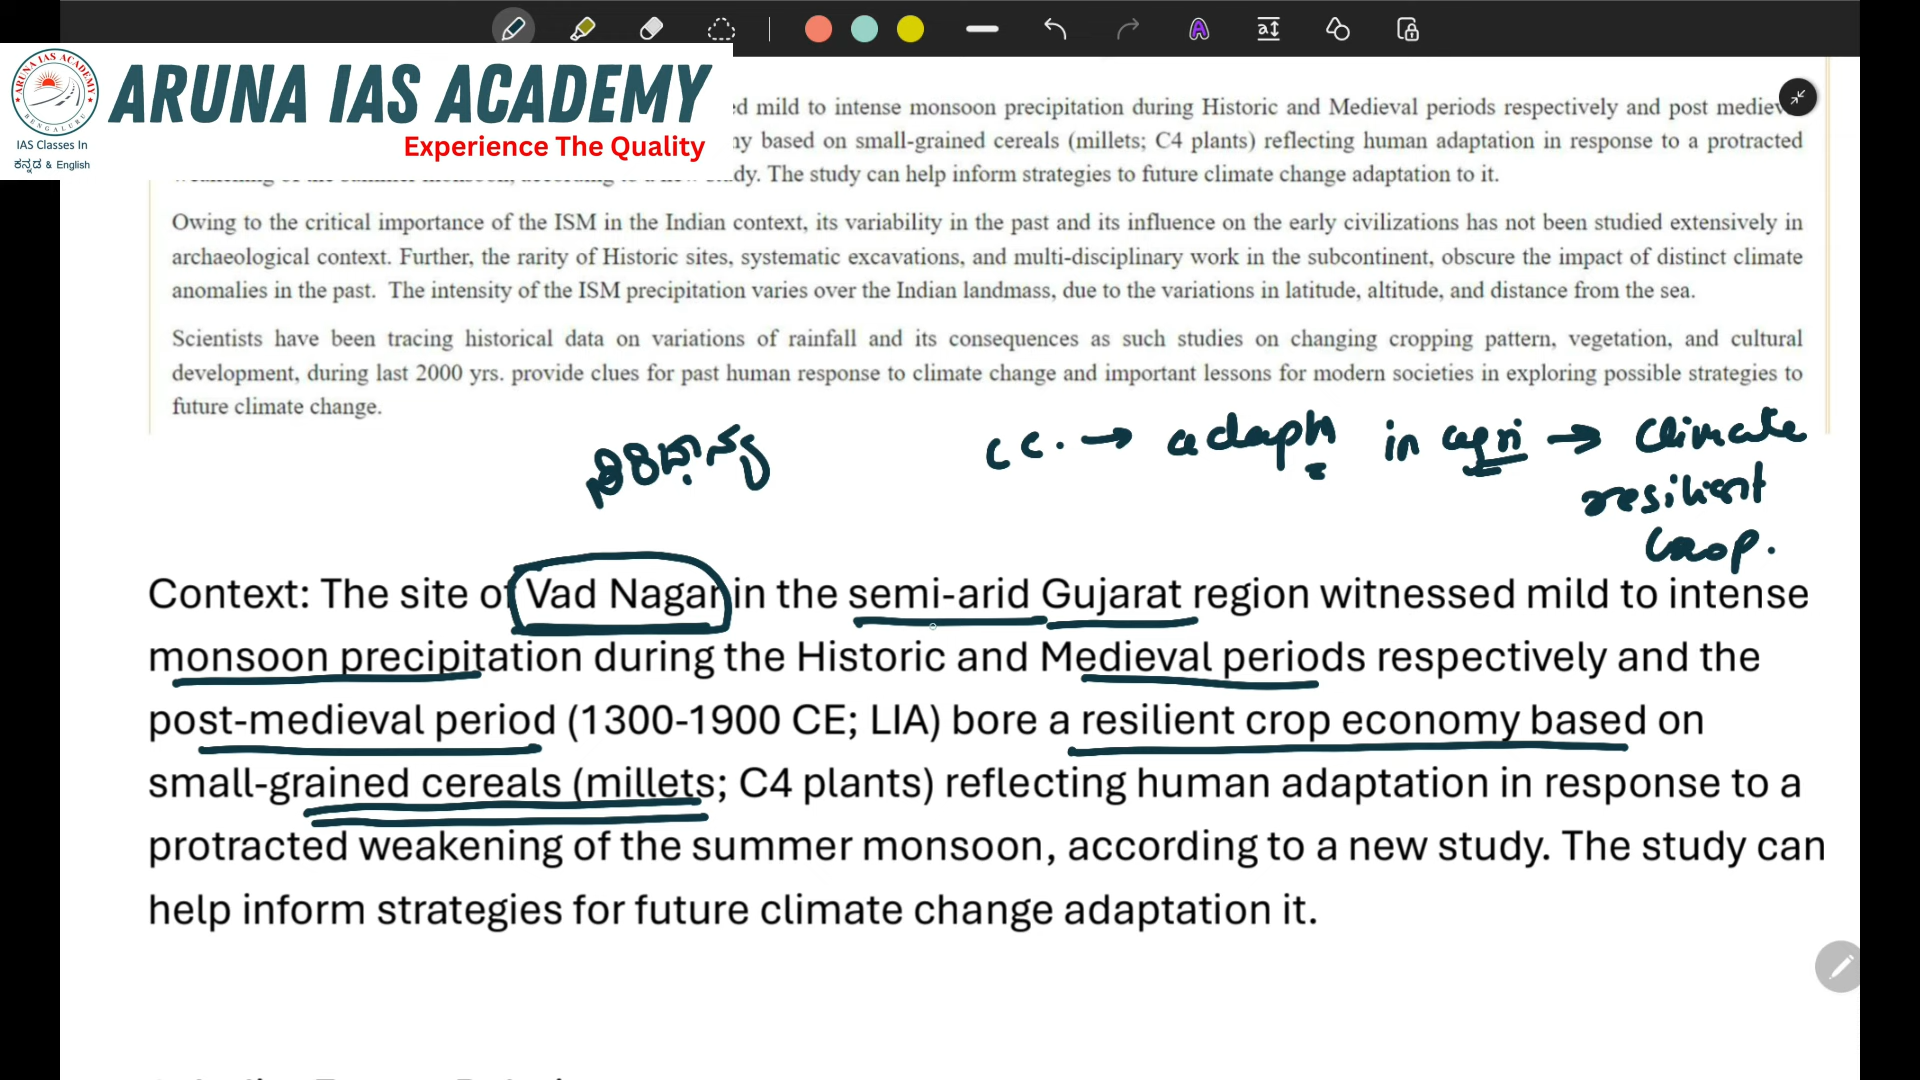 ARUNA IAS ACADEMY
Experience The Quality
ARUNA IAS ACADEMY
BENGALURU
IAS Classes In
ಕನ್ನಡ & English
ed mild to intense monsoon precipitation during Historic and Medieval periods respectively and post mediev
ny based on small-grained cereals (millets; C4 plants) reflecting human adaptation in response to a protracted
dy. The study can help inform strategies to future climate change adaptation to it.
Owing to the critical importance of the ISM in the Indian context, its variability in the past and its influence on the early civilizations has not been studied extensively in
archaeological context. Further, the rarity of Historic sites, systematic excavations, and multi-disciplinary work in the subcontinent, obscure the impact of distinct climate
anomalies in the past. The intensity of the ISM precipitation varies over the Indian landmass, due to the variations in latitude, altitude, and distance from the sea.
Scientists have been tracing historical data on variations of rainfall and its consequences as such studies on changing cropping pattern, vegetation, and cultural
development, during last 2000 yrs. provide clues for past human response to climate change and important lessons for modern societies in exploring possible strategies to
future climate change.
ಸಿರಿಧಾನ್ಯ
CC. → adaptn in agri → Climate
resilient
Crop.
Context: The site of Vad Nagar in the semi-arid Gujarat region witnessed mild to intense
monsoon precipitation during the Historic and Medieval periods respectively and the
post-medieval period (1300-1900 CE; LIA) bore a resilient crop economy based on
small-grained cereals (millets; C4 plants) reflecting human adaptation in response to a
protracted weakening of the summer monsoon, according to a new study. The study can
help inform strategies for future climate change adaptation it.